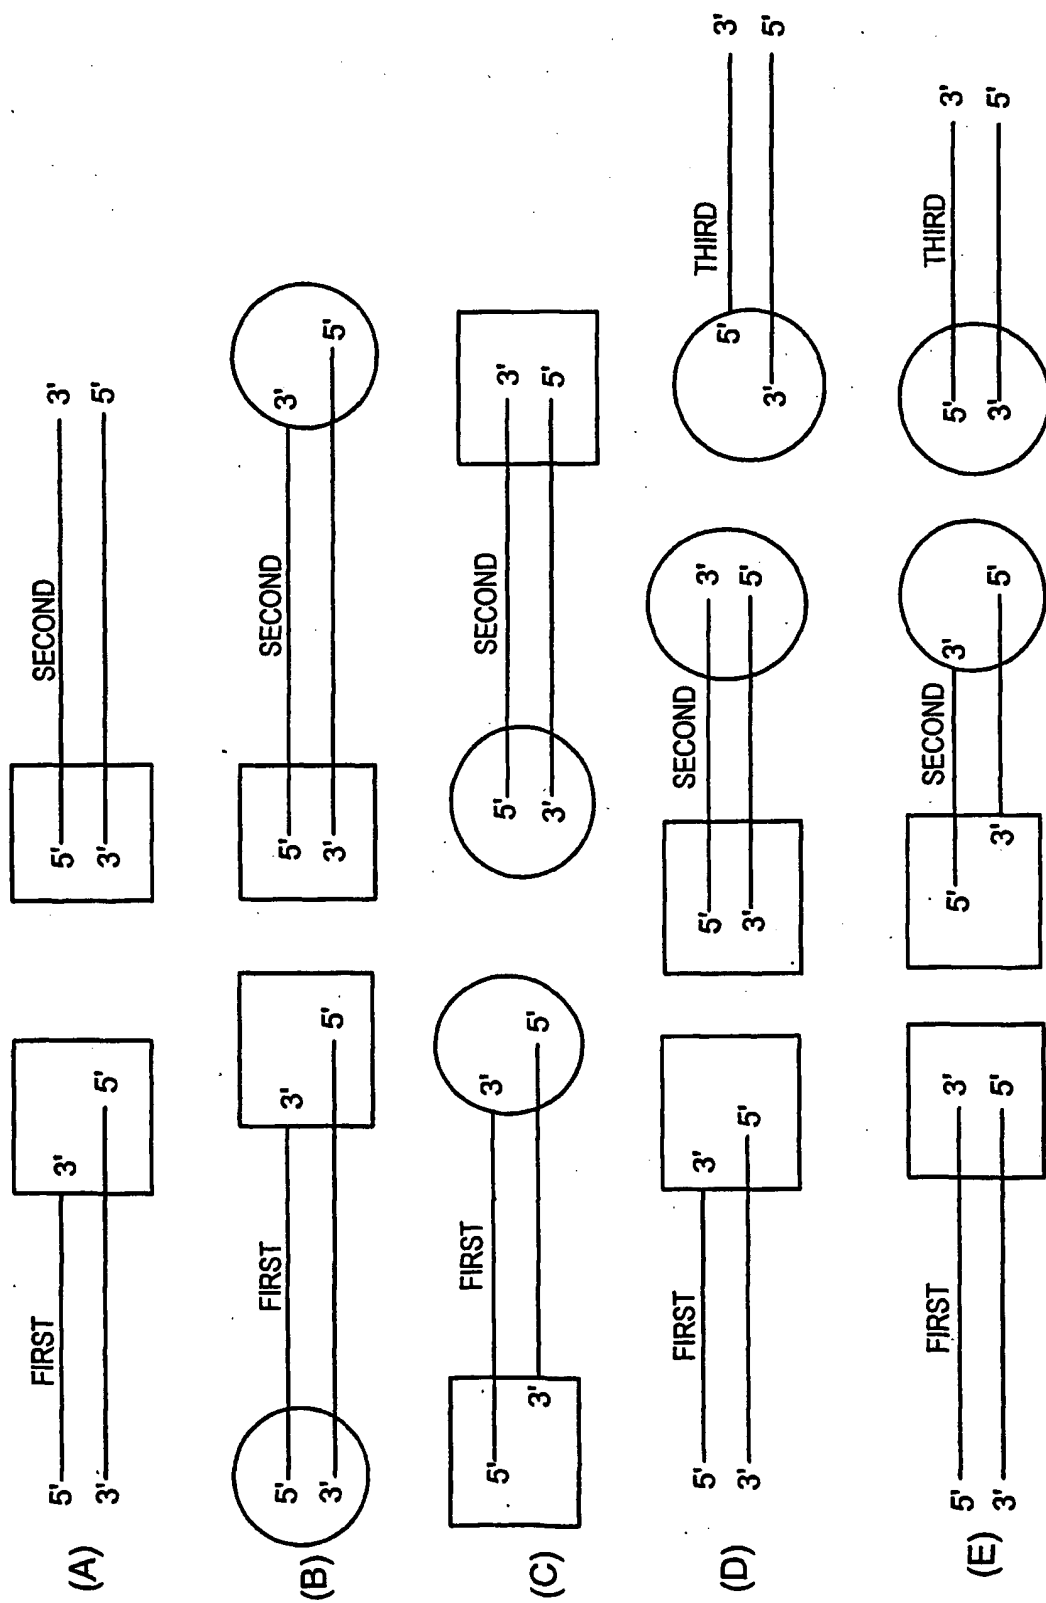 FIRST SECOND
5' 3' 5' 3'
(A)
3' 5' 3' 5'
FIRST SECOND
5' 3' 5' 3'
(B)
3' 5' 3' 5'
FIRST SECOND
5' 3' 5' 3'
(C)
3' 5' 3' 5'
FIRST SECOND THIRD
5' 3' 5' 3' 5' 3'
(D)
3' 5' 3' 5' 3' 5'
FIRST SECOND THIRD
5' 3' 5' 3' 5' 3'
(E)
3' 5' 3' 5' 3' 5'